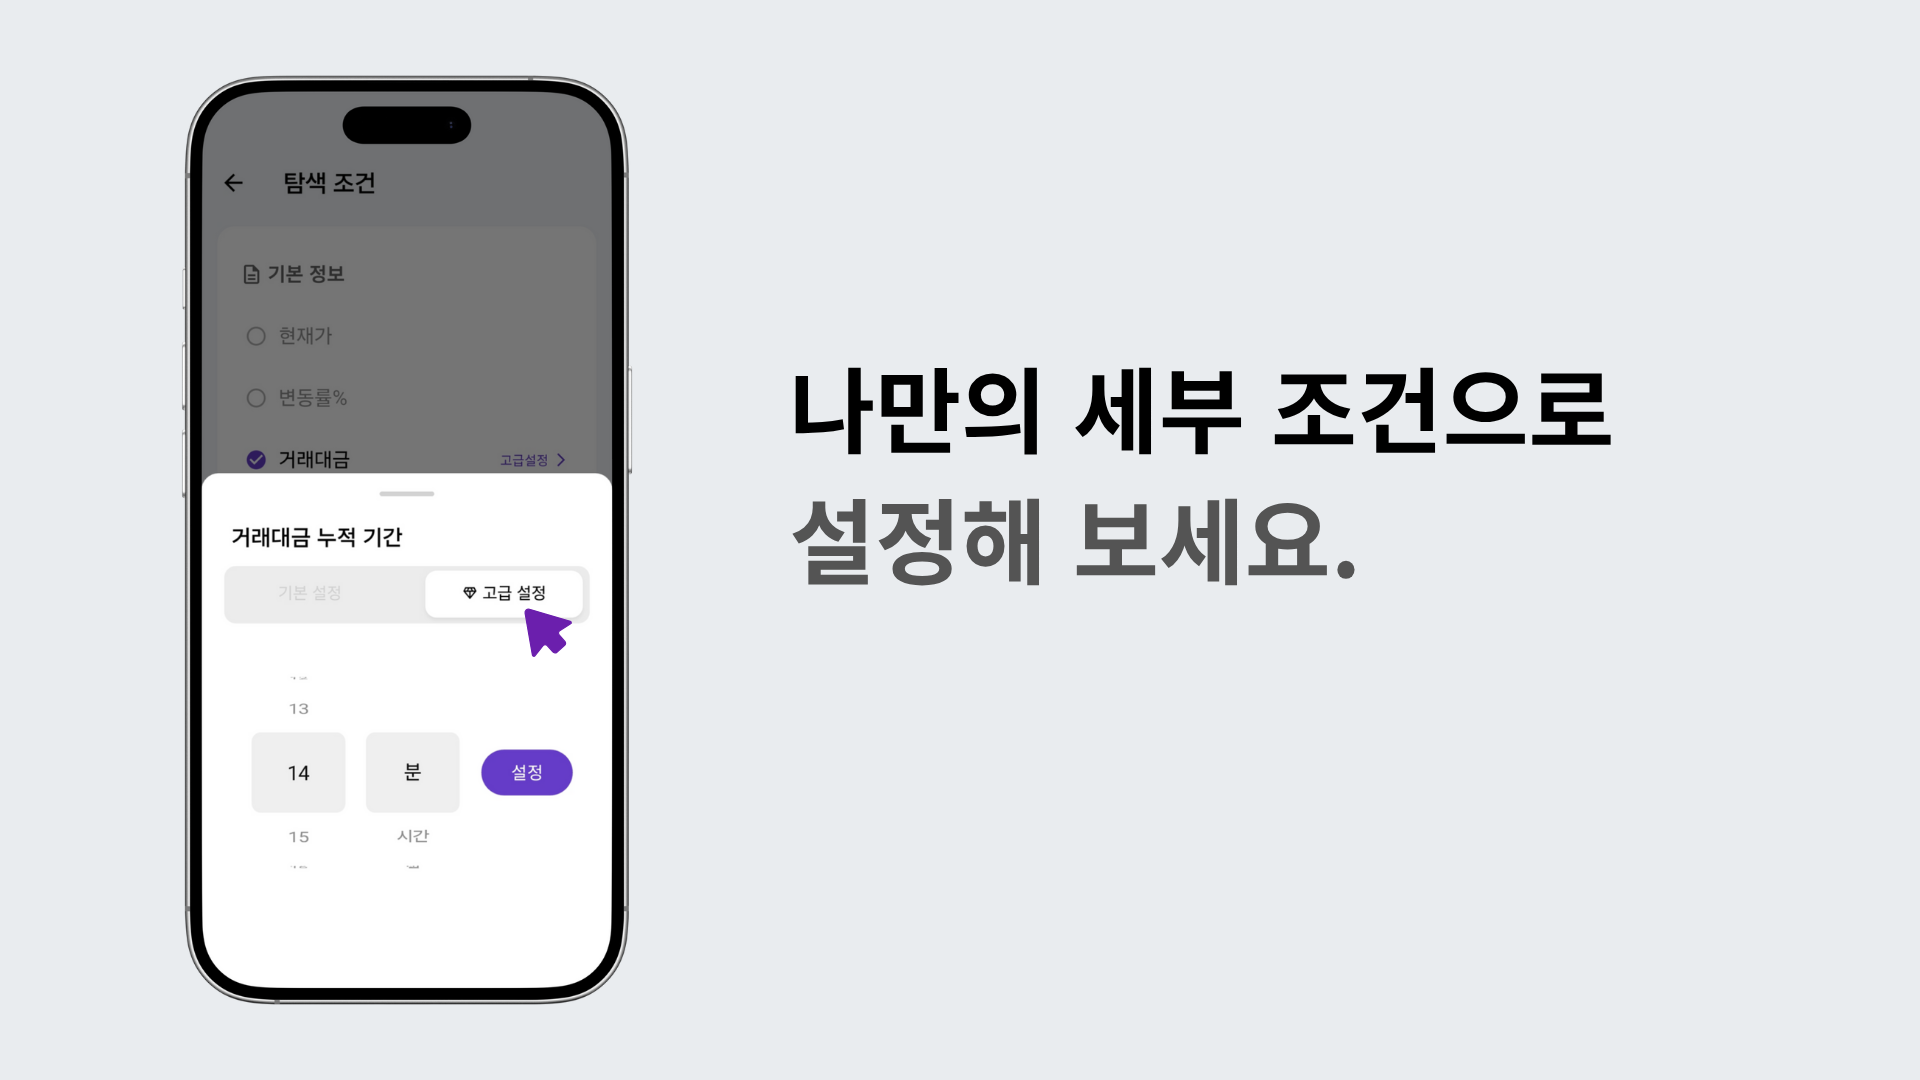 탐색 조건
기본 정보
현재가
변동률%
거래대금
고급설정
거래대금 누적 기간
기본 설정
고급 설정
13
14
분
설정
15
시간
나만의 세부 조건으로
설정해 보세요.